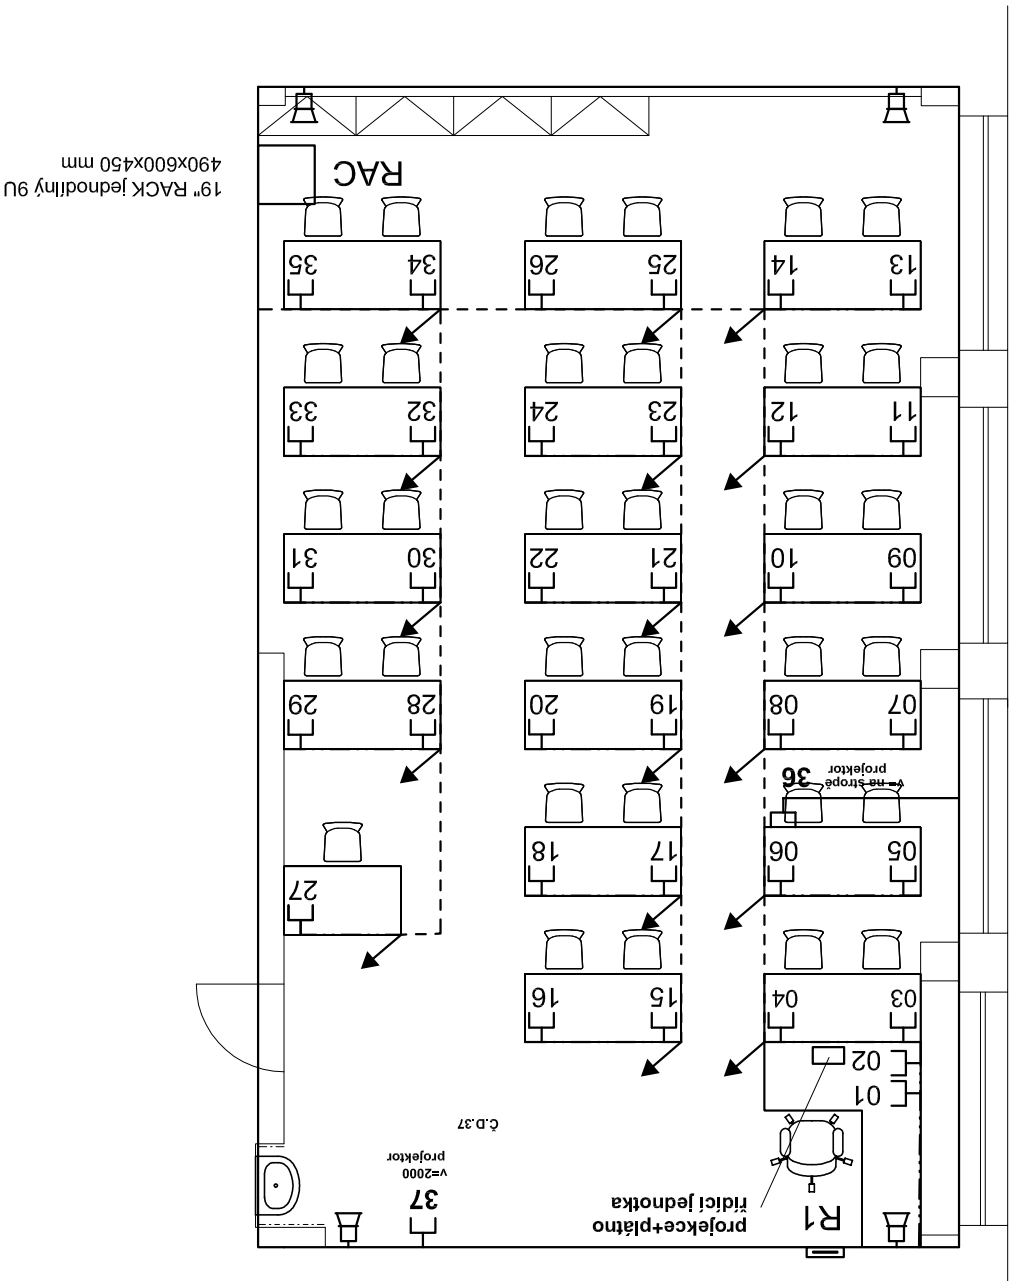 R1
projekce+plátno
řídící jednotka
37
v=2000
projektor
Č.D.37
01
02
03 04 15 16
27
05 06 17 18
v= na stropě
projektor
36
07 08 19 20 28 29
09 10 21 22 30 31
11 12 23 24 32 33
13 14 25 26 34 35
19" RACK jednodílný 9U
490x600x450 mm
RAC